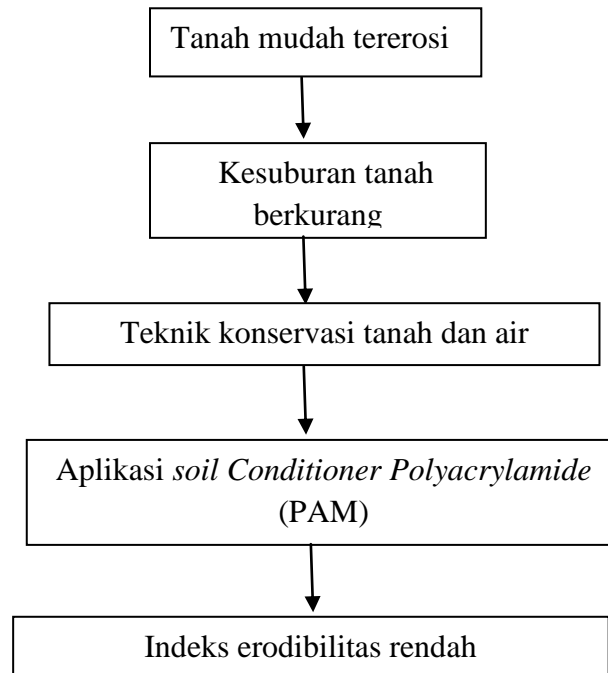 Tanah mudah tererosi
Kesuburan tanah
berkurang
Teknik konservasi tanah dan air
Aplikasi soil Conditioner Polyacrylamide
(PAM)
Indeks erodibilitas rendah